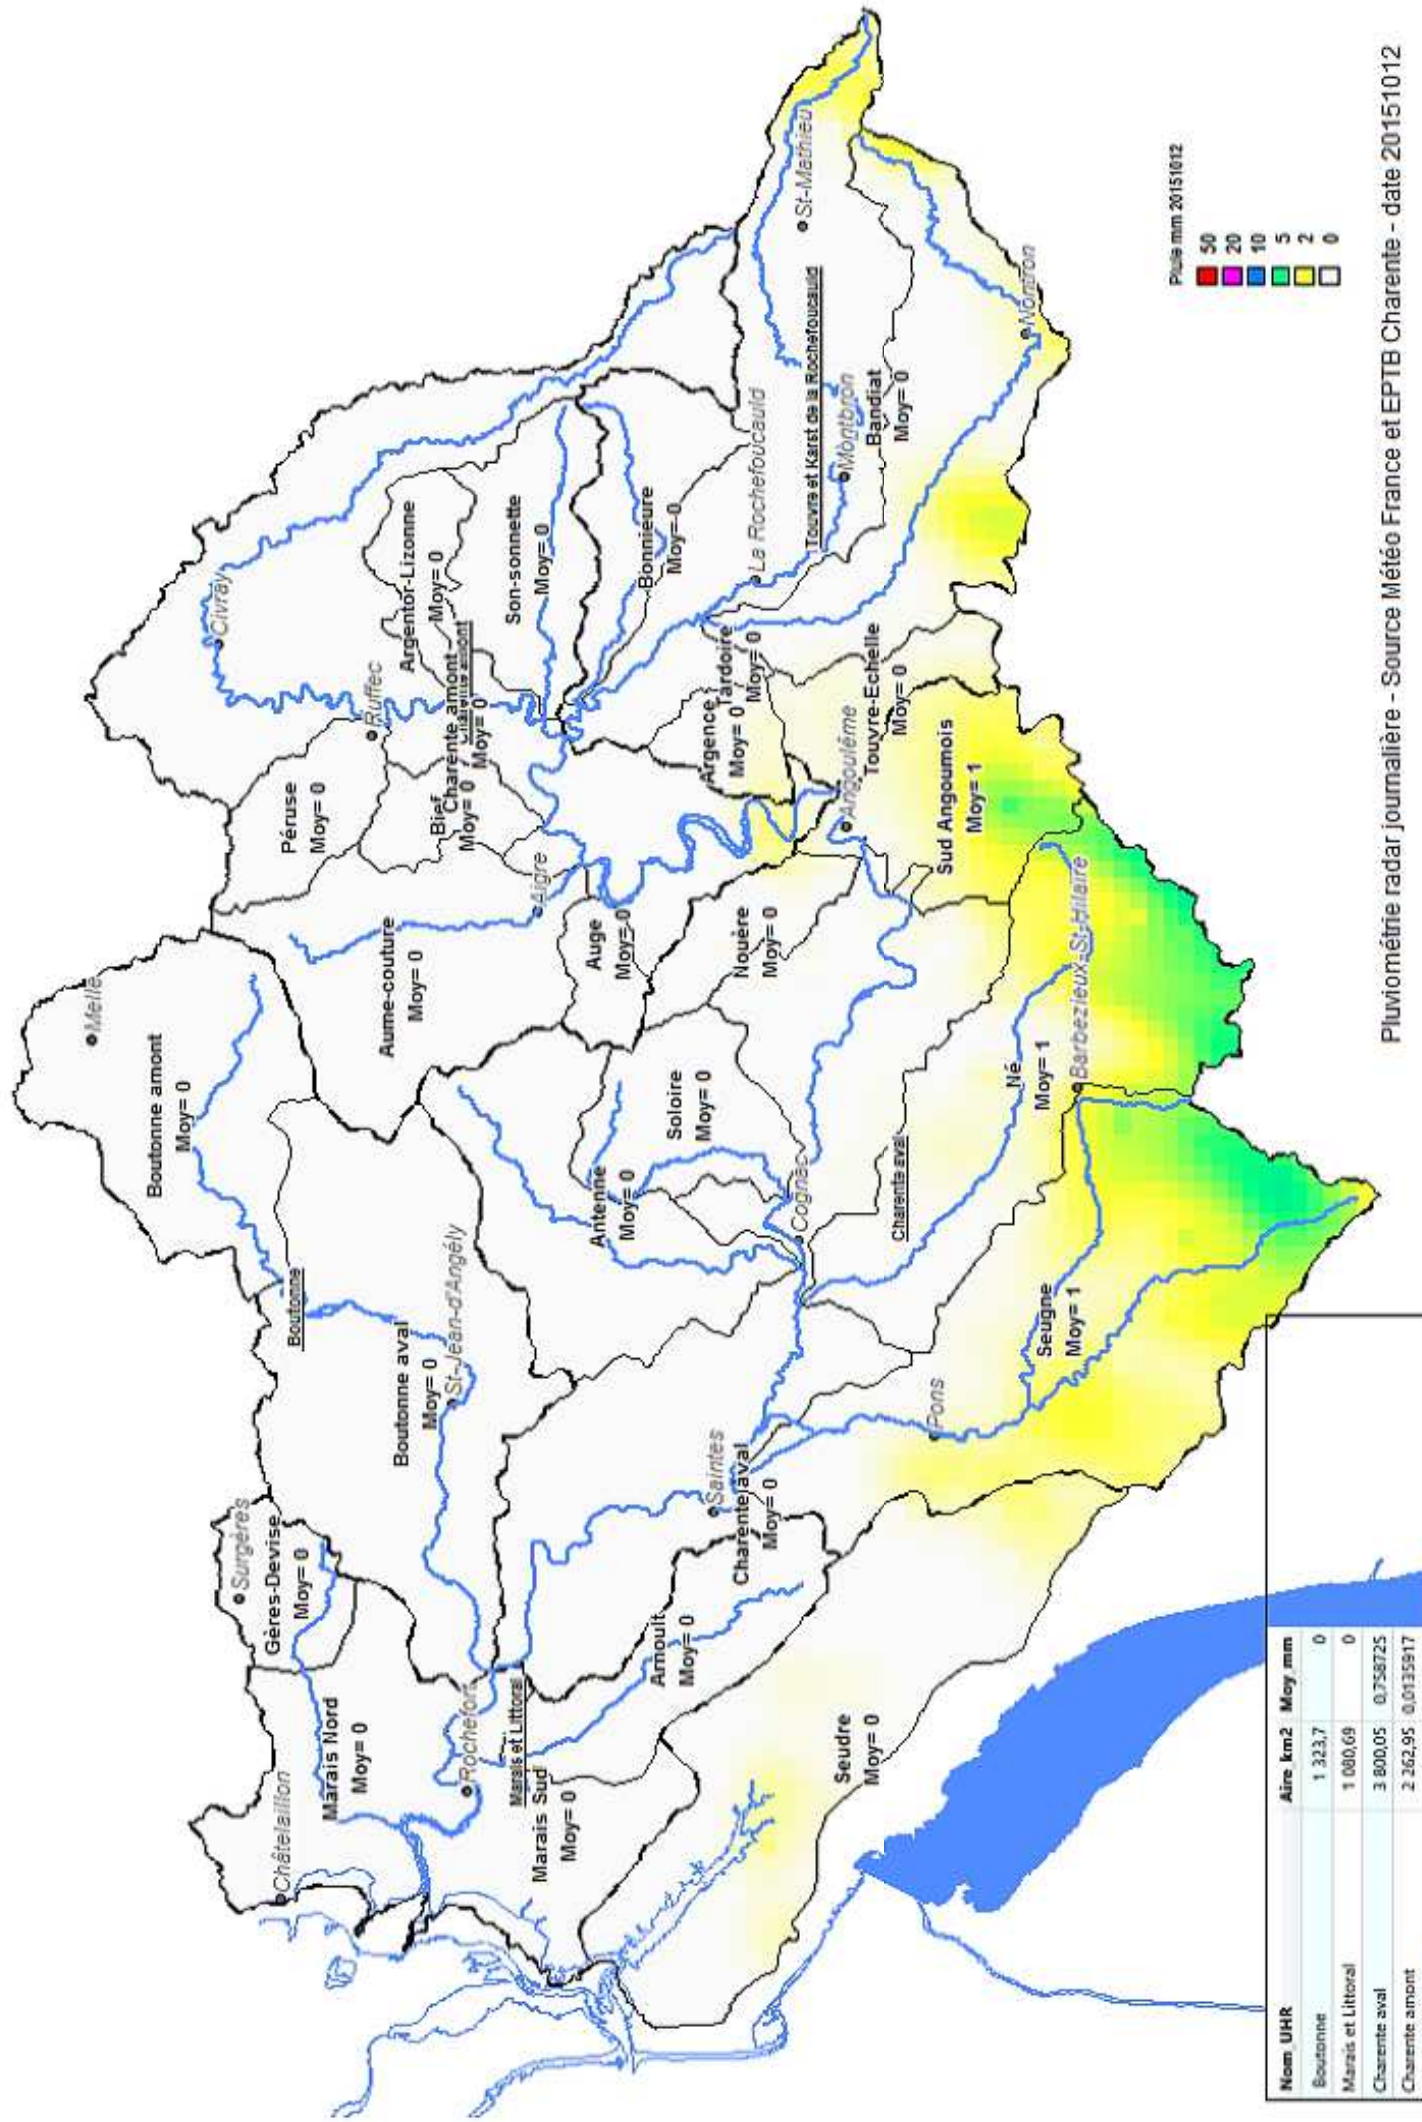 Châtelaillon
Surgères
Gères-Devise
Moy= 0
Marais Nord
Moy= 0
Rochefort
Marais et Littoral
Marais Sud
Moy= 0
Arnoult
Moy= 0
Seudre
Moy= 0
Melle
Boutonne amont
Moy= 0
Boutonne
Boutonne aval
Moy= 0
St-Jean-d'Angély
Saintes
Charente aval
Moy= 0
Pons
Seugne
Moy= 1
Antenne
Moy= 0
Soloire
Moy= 0
Cognac
Charente aval
Né
Moy= 1
Barbezieux-St-Hilaire
Aume-couture
Moy= 0
Auge
Moy= 0
Nouère
Moy= 0
Aigre
Péruse
Moy= 0
Bief
Moy= 0
Ruffec
Civray
Charente amont
Charente amont
Moy= 0
Argentor-Lizonne
Moy= 0
Son-sonnette
Moy= 0
Bonnieure
Moy= 0
La Rochefoucauld
Argence
Moy= 0
Tardoire
Moy= 0
Angoulême
Touvre-Echelle
Moy= 0
Sud Angoumois
Moy= 1
Touvre et Karst de la Rochefoucauld
Montbron
Bandiat
Moy= 0
St-Mathieu
Nontron
Pluie mm 20151012
50
20
10
5
2
0
Nom_UHR Aire_km2 Moy_mm
Boutonne 1 323,7 0
Marais et Littoral 1 080,69 0
Charente aval 3 800,05 0,758725
Charente amont 2 262,95 0,0135917
Pluviométrie radar journalière - Source Météo France et EPTB Charente - date 20151012